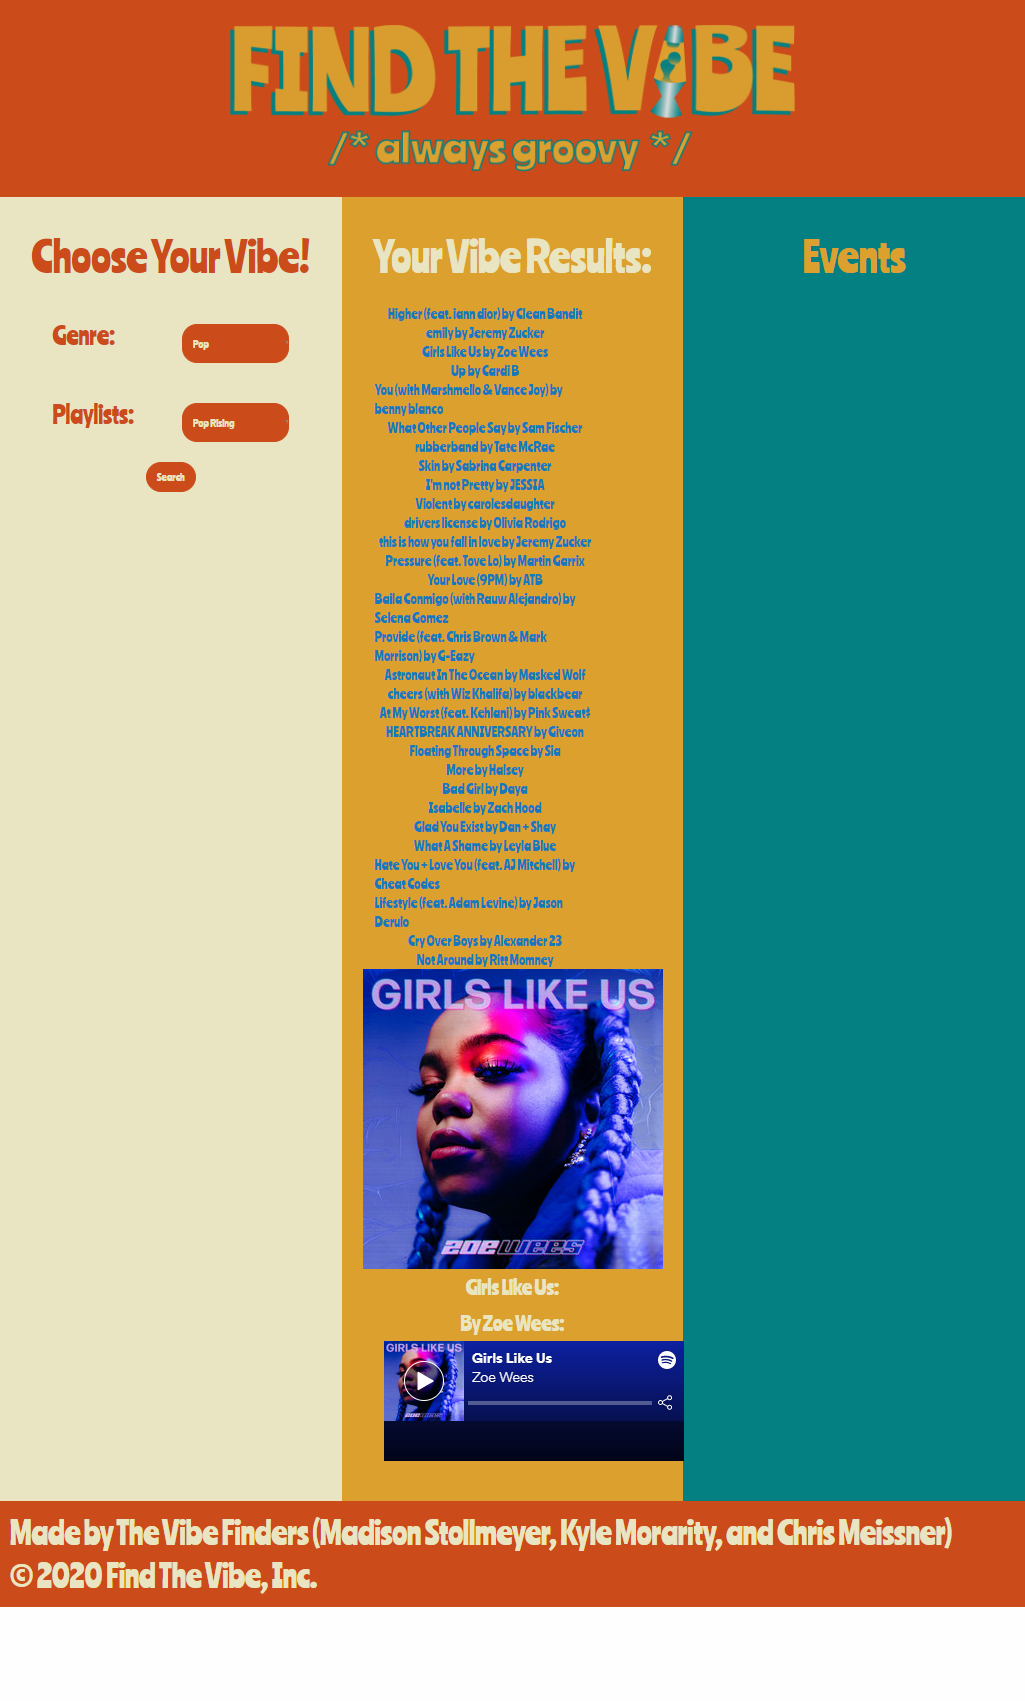 FIND THE VIBE
/* always groovy */
Choose Your Vibe!
Genre:
Pop
Playlists:
Pop Rising
Search
Your Vibe Results:
Higher (feat. iann dior) by Clean Bandit
emily by Jeremy Zucker
Girls Like Us by Zoe Wees
Up by Cardi B
You (with Marshmello & Vance Joy) by
benny blanco
What Other People Say by Sam Fischer
rubberband by Tate McRae
Skin by Sabrina Carpenter
I'm not Pretty by JESSIA
Violent by carolesdaughter
drivers license by Olivia Rodrigo
this is how you fall in love by Jeremy Zucker
Pressure (feat. Tove Lo) by Martin Garrix
Your Love (9PM) by ATB
Baila Conmigo (with Rauw Alejandro) by
Selena Gomez
Provide (feat. Chris Brown & Mark
Morrison) by G-Eazy
Astronaut In The Ocean by Masked Wolf
cheers (with Wiz Khalifa) by blackbear
At My Worst (feat. Kehlani) by Pink Sweat$
HEARTBREAK ANNIVERSARY by Giveon
Floating Through Space by Sia
More by Halsey
Bad Girl by Daya
Isabelle by Zach Hood
Glad You Exist by Dan + Shay
What A Shame by Leyla Blue
Hate You + Love You (feat. AJ Mitchell) by
Cheat Codes
Lifestyle (feat. Adam Levine) by Jason
Derulo
Cry Over Boys by Alexander 23
Not Around by Ritt Momney
GIRLS LIKE US
zoe wees
Girls Like Us:
By Zoe Wees:
GIRLS LIKE US
Girls Like Us
Zoe Wees
Events
Made by The Vibe Finders (Madison Stollmeyer, Kyle Morarity, and Chris Meissner)
© 2020 Find The Vibe, Inc.